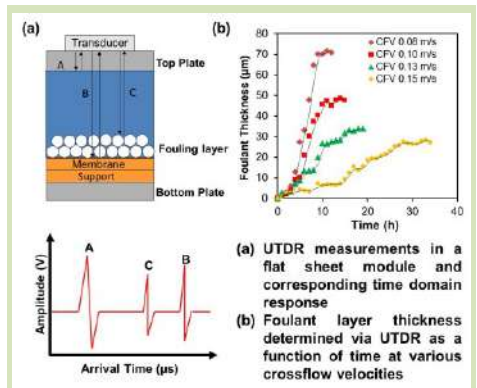 (a)
Transducer
Top Plate
A
B
C
Fouling layer
Membrane
Support
Bottom Plate
(b)
Foulant Thickness (µm)
80
70
60
50
40
30
20
10
0
0 10 20 30 40
Time (h)
CFV 0.08 m/s
CFV 0.10 m/s
CFV 0.13 m/s
CFV 0.15 m/s
Amplitude (V)
A
C
B
Arrival Time (µs)
(a) UTDR measurements in a
flat sheet module and
corresponding time domain
response
(b) Foulant layer thickness
determined via UTDR as a
function of time at various
crossflow velocities